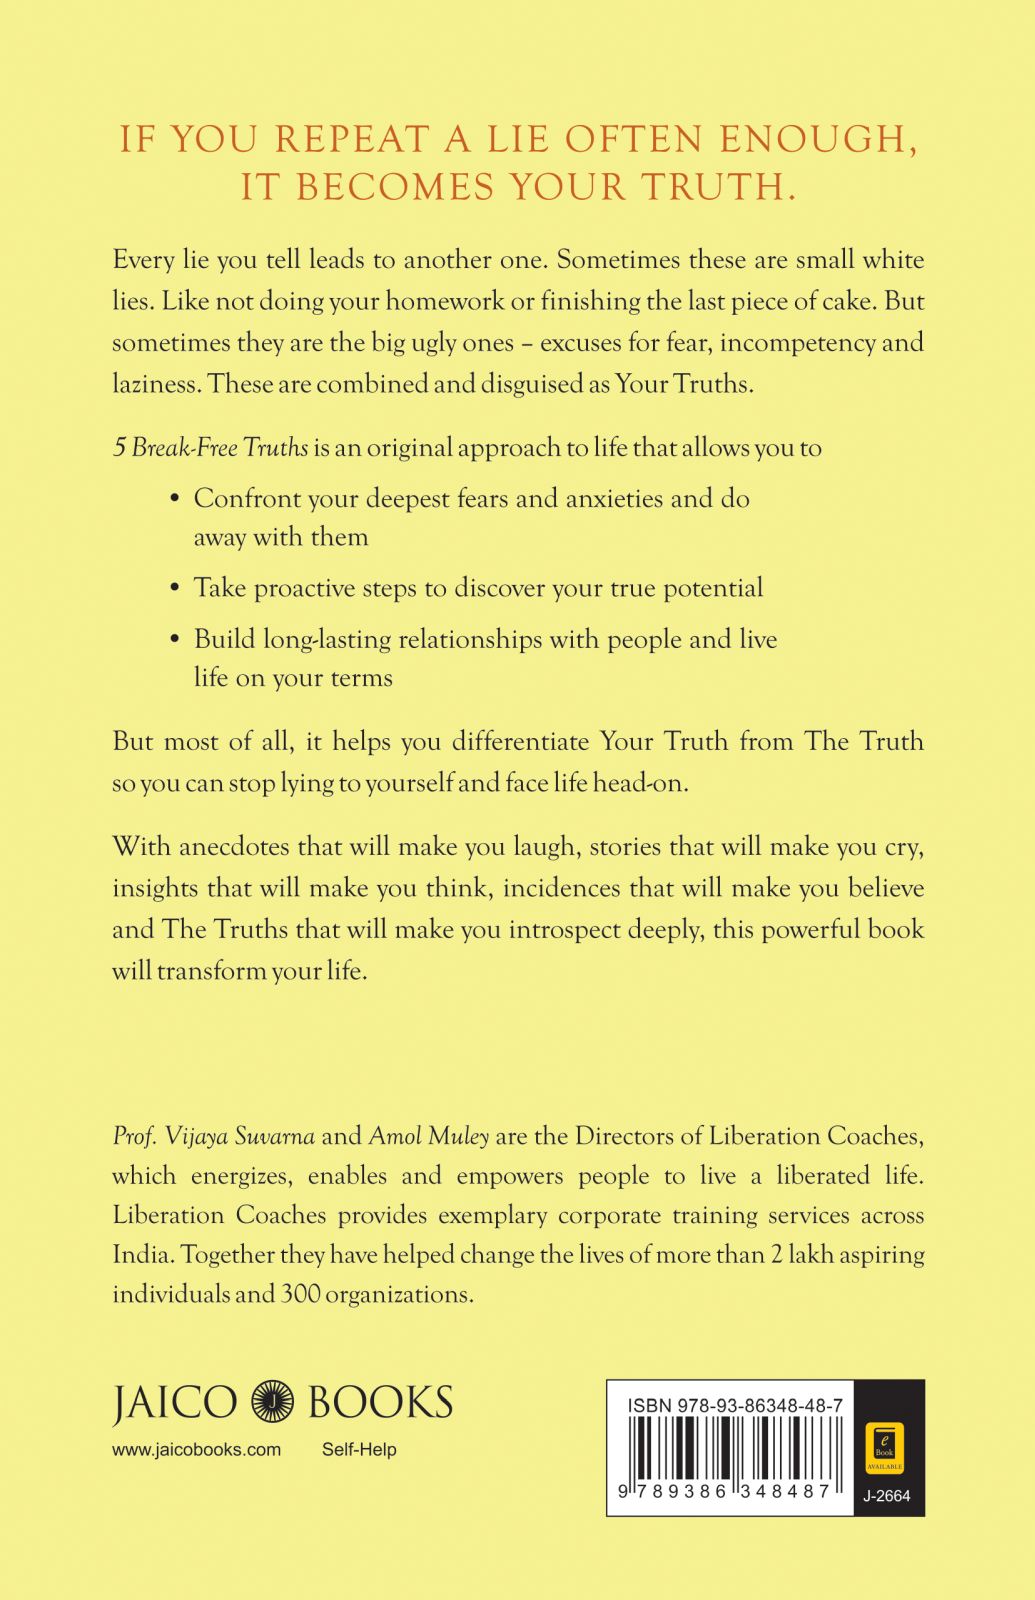 IF YOU REPEAT A LIE OFTEN ENOUGH,
IT BECOMES YOUR TRUTH.
Every lie you tell leads to another one. Sometimes these are small white
lies. Like not doing your homework or finishing the last piece of cake. But
sometimes they are the big ugly ones – excuses for fear, incompetency and
laziness. These are combined and disguised as Your Truths.
5 Break-Free Truths is an original approach to life that allows you to
• Confront your deepest fears and anxieties and do
away with them
• Take proactive steps to discover your true potential
• Build long-lasting relationships with people and live
life on your terms
But most of all, it helps you differentiate Your Truth from The Truth
so you can stop lying to yourself and face life head-on.
With anecdotes that will make you laugh, stories that will make you cry,
insights that will make you think, incidences that will make you believe
and The Truths that will make you introspect deeply, this powerful book
will transform your life.
Prof. Vijaya Suvarna and Amol Muley are the Directors of Liberation Coaches,
which energizes, enables and empowers people to live a liberated life.
Liberation Coaches provides exemplary corporate training services across
India. Together they have helped change the lives of more than 2 lakh aspiring
individuals and 300 organizations.
JAICO J BOOKS
www.jaicobooks.com Self-Help
ISBN 978-93-86348-48-7
9 789386 348487
e
Book
AVAILABLE
J-2664